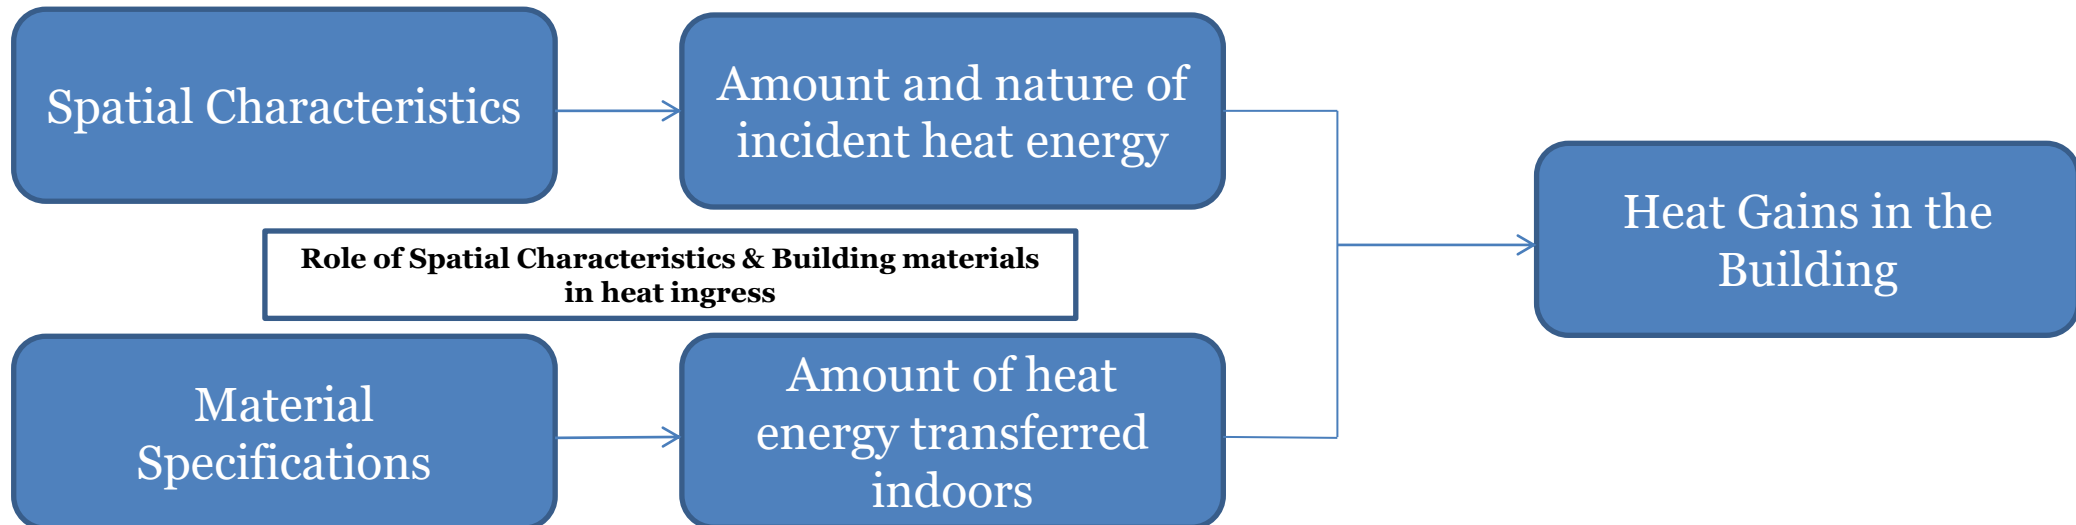 Spatial Characteristics
Amount and nature of
incident heat energy
Heat Gains in the
Building
Role of Spatial Characteristics & Building materials
in heat ingress
Material
Specifications
Amount of heat
energy transferred
indoors